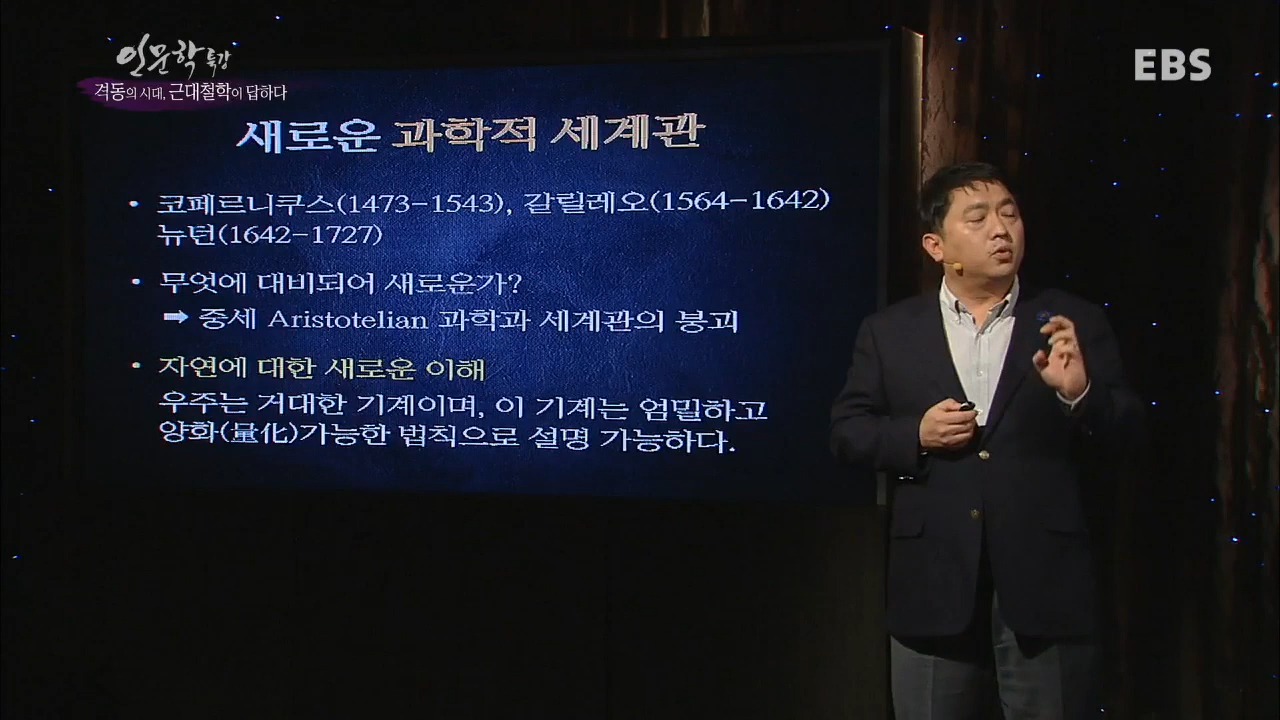 인문학 특강
격동의 시대, 근대철학이 답하다
EBS
새로운 과학적 세계관
• 코페르니쿠스(1473-1543), 갈릴레오(1564-1642)
뉴턴(1642-1727)
• 무엇에 대비되어 새로운가?
➡ 중세 Aristotelian 과학과 세계관의 붕괴
• 자연에 대한 새로운 이해
우주는 거대한 기계이며, 이 기계는 엄밀하고
양화(量化)가능한 법칙으로 설명 가능하다.